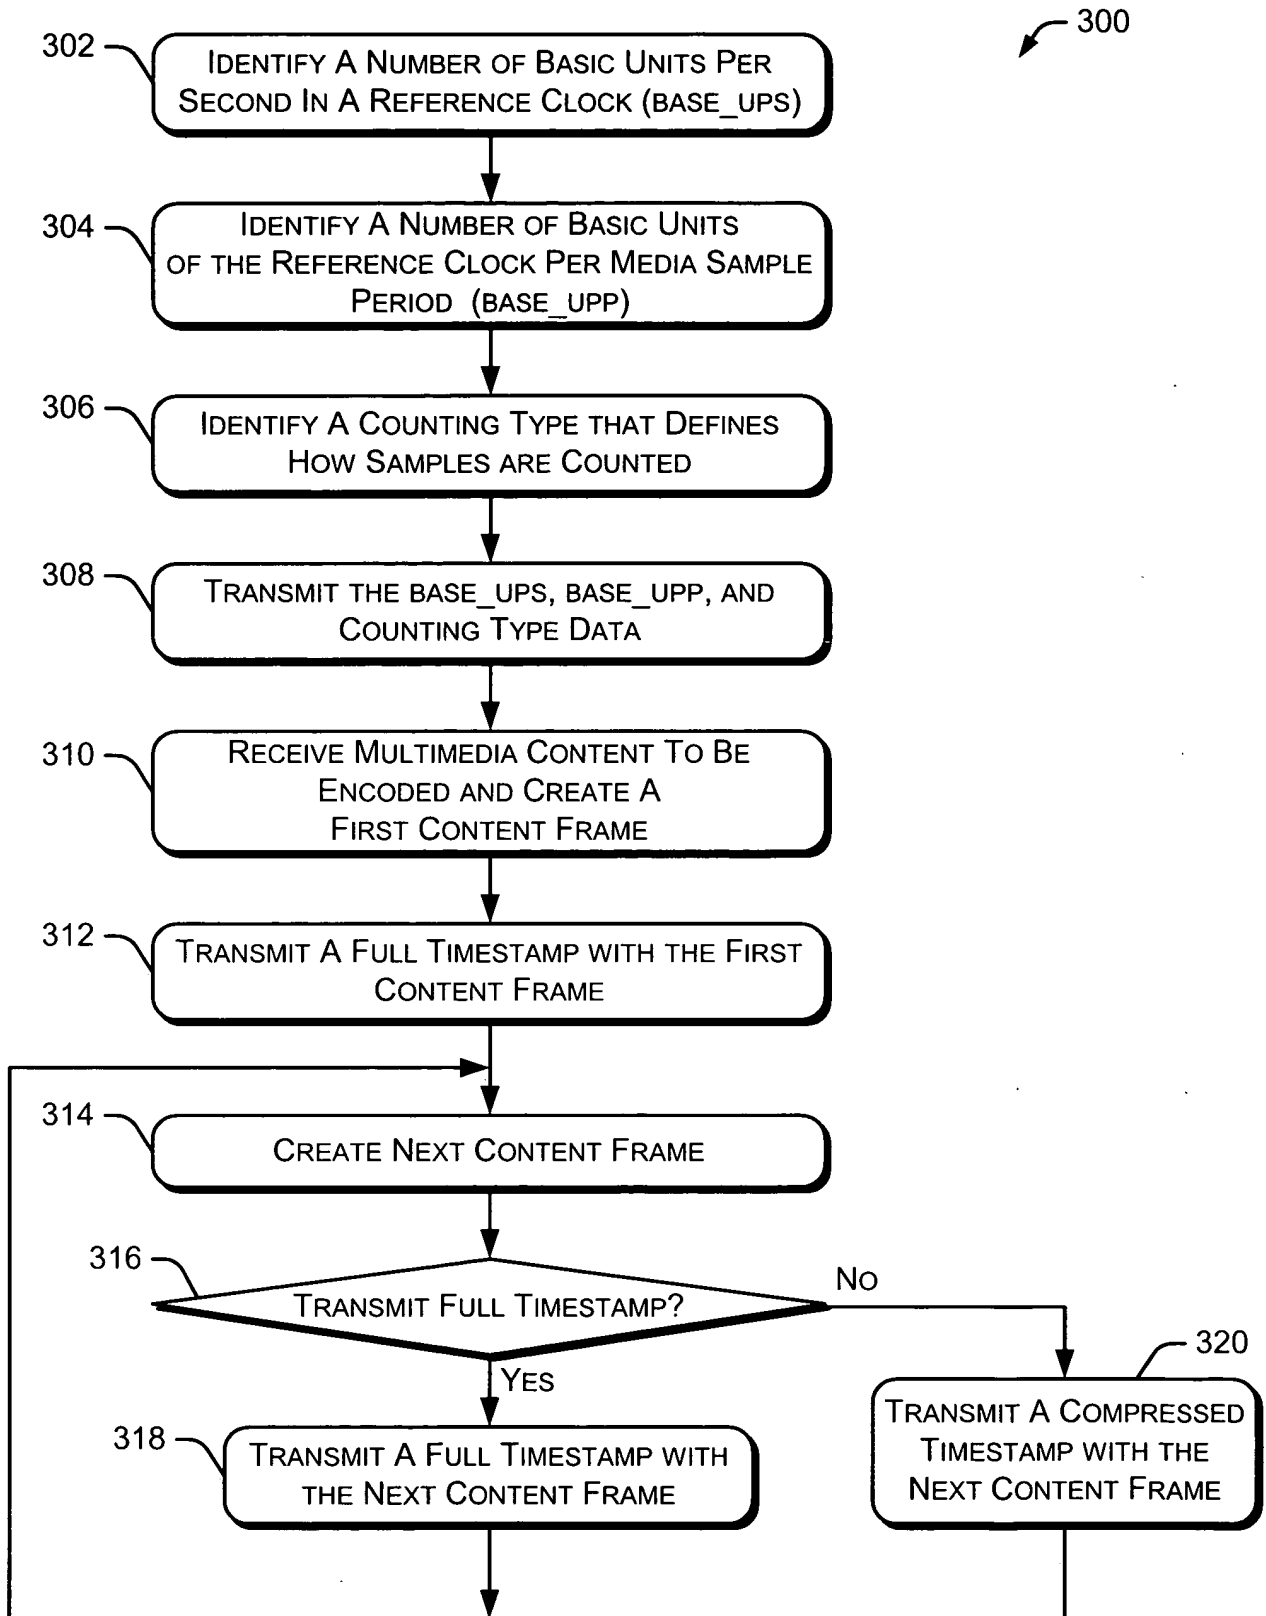 300
302
IDENTIFY A NUMBER OF BASIC UNITS PER
SECOND IN A REFERENCE CLOCK (BASE_UPS)
304
IDENTIFY A NUMBER OF BASIC UNITS
OF THE REFERENCE CLOCK PER MEDIA SAMPLE
PERIOD (BASE_UPP)
306
IDENTIFY A COUNTING TYPE THAT DEFINES
HOW SAMPLES ARE COUNTED
308
TRANSMIT THE BASE_UPS, BASE_UPP, AND
COUNTING TYPE DATA
310
RECEIVE MULTIMEDIA CONTENT TO BE
ENCODED AND CREATE A
FIRST CONTENT FRAME
312
TRANSMIT A FULL TIMESTAMP WITH THE FIRST
CONTENT FRAME
314
CREATE NEXT CONTENT FRAME
316
TRANSMIT FULL TIMESTAMP?
NO
YES
318
TRANSMIT A FULL TIMESTAMP WITH
THE NEXT CONTENT FRAME
320
TRANSMIT A COMPRESSED
TIMESTAMP WITH THE
NEXT CONTENT FRAME